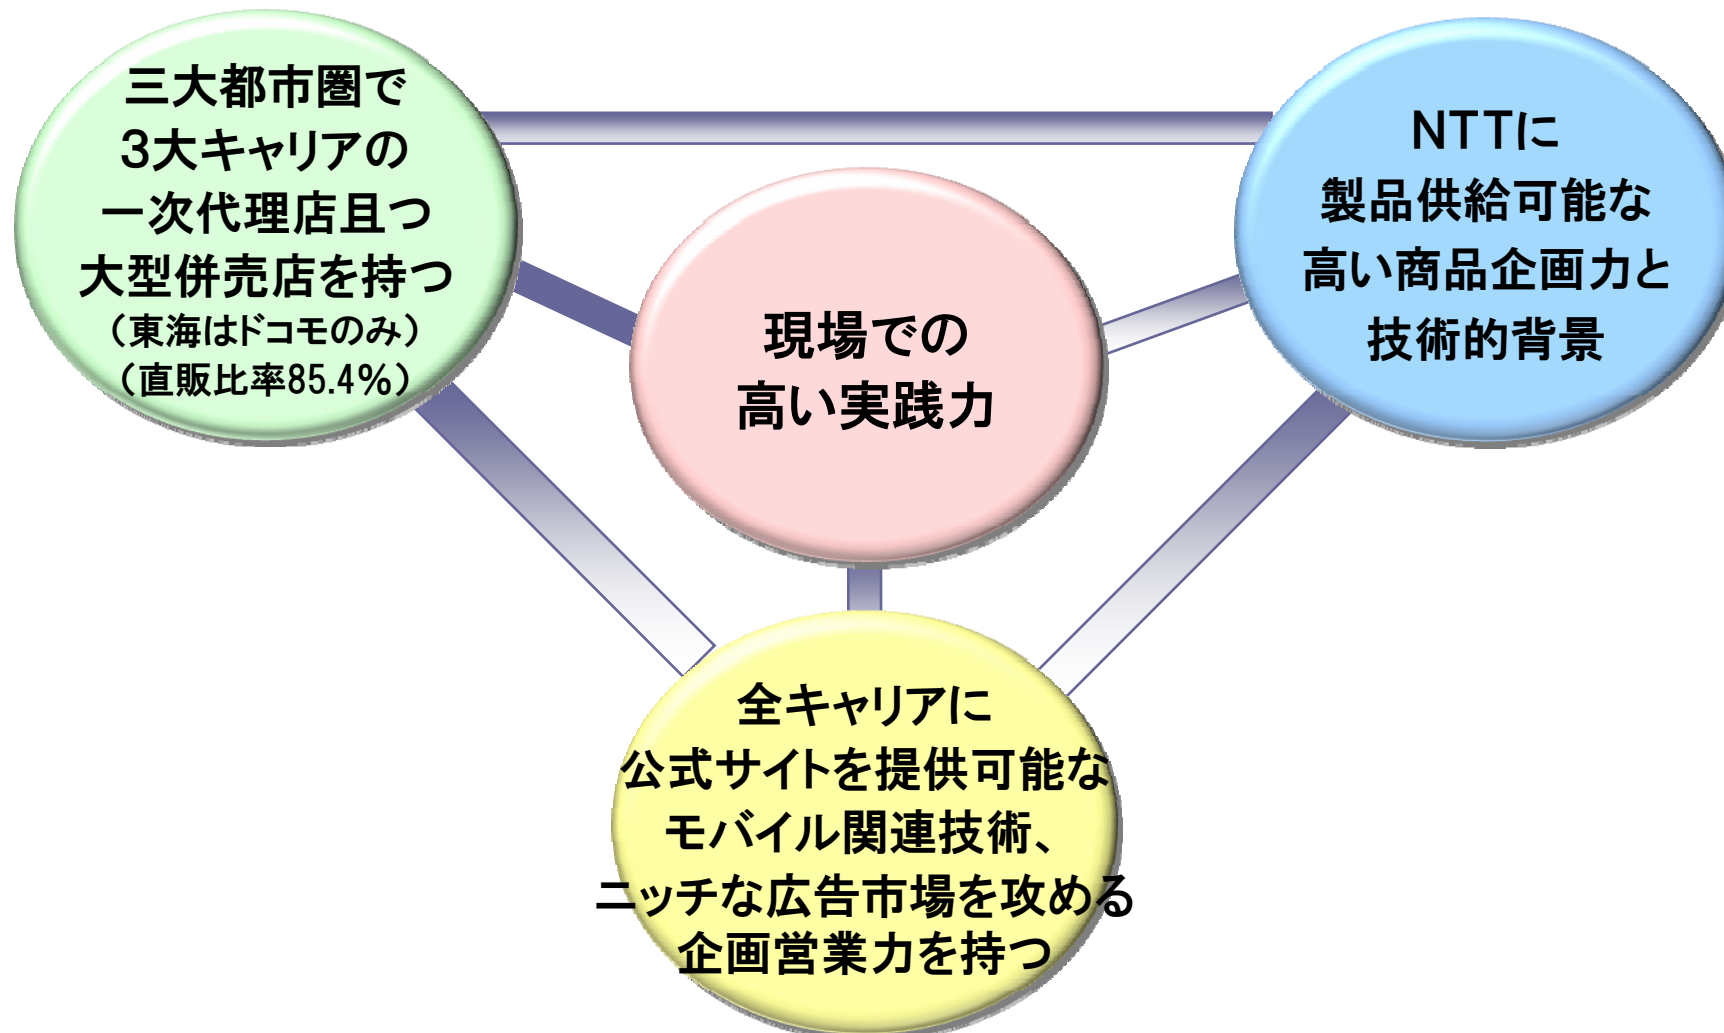 三大都市圏で
3大キャリアの
一次代理店且つ
大型併売店を持つ
（東海はドコモのみ）
（直販比率85.4%）
NTTに
製品供給可能な
高い商品企画力と
技術的背景
現場での
高い実践力
全キャリアに
公式サイトを提供可能な
モバイル関連技術、
ニッチな広告市場を攻める
企画営業力を持つ